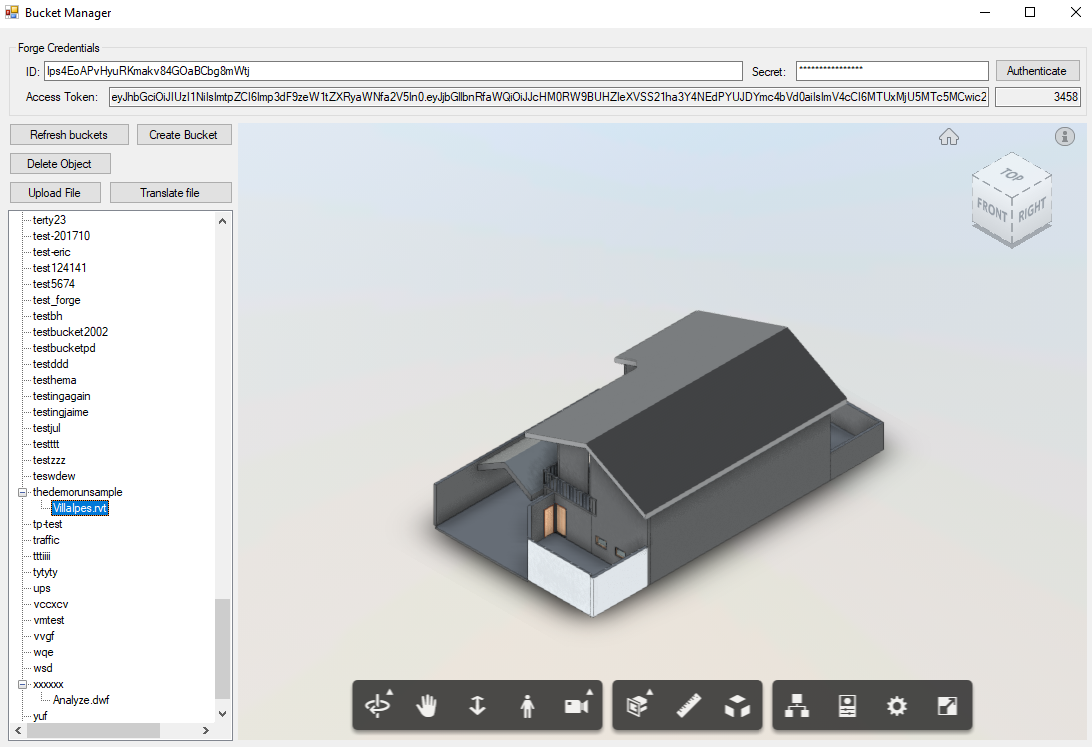 Bucket Manager
Forge Credentials
ID: lps4EoAPvHyuRKmakv84GOaBCbg8mWtj Secret: **************** Authenticate
Access Token: 3458
Refresh buckets Create Bucket
Delete Object
Upload File Translate file
TOP
FRONT RIGHT
terty23
test-201710
test-eric
test124141
test5674
test_forge
testbh
testbucket2002
testbucketpd
testddd
testhema
testingagain
testingjaime
testjul
testttt
testzzz
teswdew
thedemorunsample
Villalpes.rvt
tp-test
traffic
tttiiii
tytyty
ups
vccxcv
vmtest
vvgf
wqe
wsd
xxxxxx
Analyze.dwf
yuf